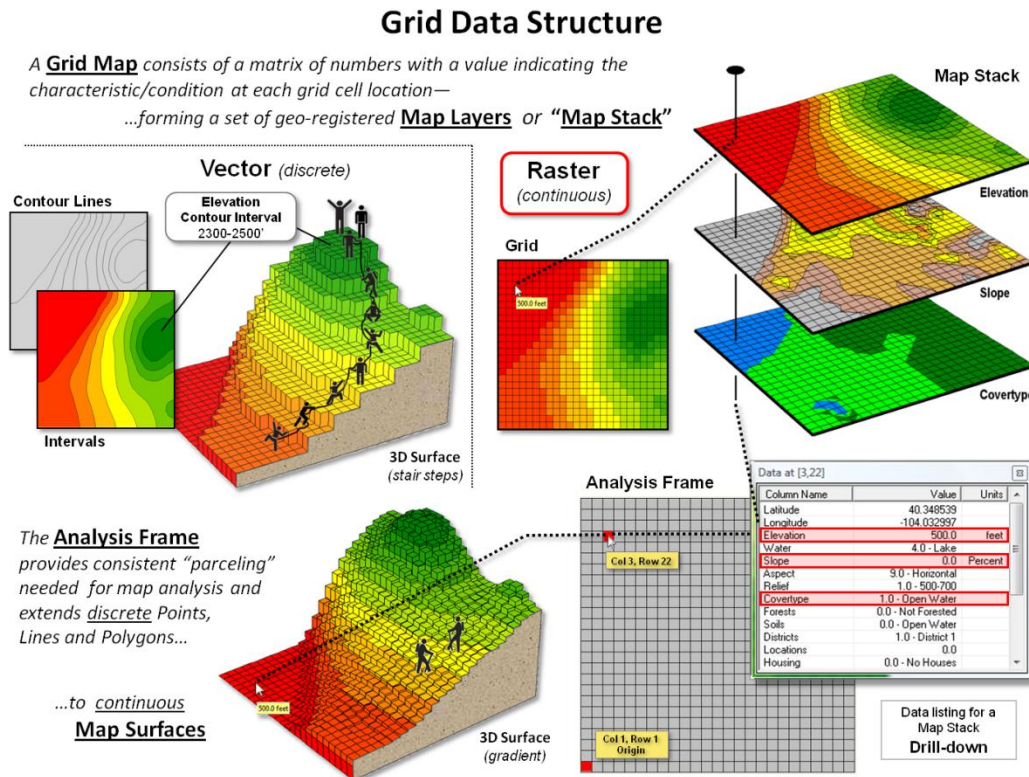 Grid Data Structure
A Grid Map consists of a matrix of numbers with a value indicating the
characteristic/condition at each grid cell location—
…forming a set of geo-registered Map Layers or “Map Stack”
Map Stack
Elevation
Slope
Covertype
Vector (discrete)
Contour Lines
Elevation
Contour Interval
2300-2500'
Intervals
3D Surface
(stair steps)
Raster
(continuous)
Grid
500.0 feet
The Analysis Frame
provides consistent “parceling”
needed for map analysis and
extends discrete Points,
Lines and Polygons…
…to continuous
Map Surfaces
500.0 feet
3D Surface
(gradient)
Analysis Frame
Col 3, Row 22
Col 1, Row 1
Origin
Data at [3,22]
Column Name Value Units
Latitude 40.348539
Longitude -104.032997
Elevation 500.0 feet
Water 4.0 - Lake
Slope 0.0 Percent
Aspect 9.0 - Horizontal
Relief 1.0 - 500-700
Covertype 1.0 - Open Water
Forests 0.0 - Not Forested
Soils 0.0 - Open Water
Districts 1.0 - District 1
Locations 0.0
Housing 0.0 - No Houses
Data listing for a
Map Stack
Drill-down